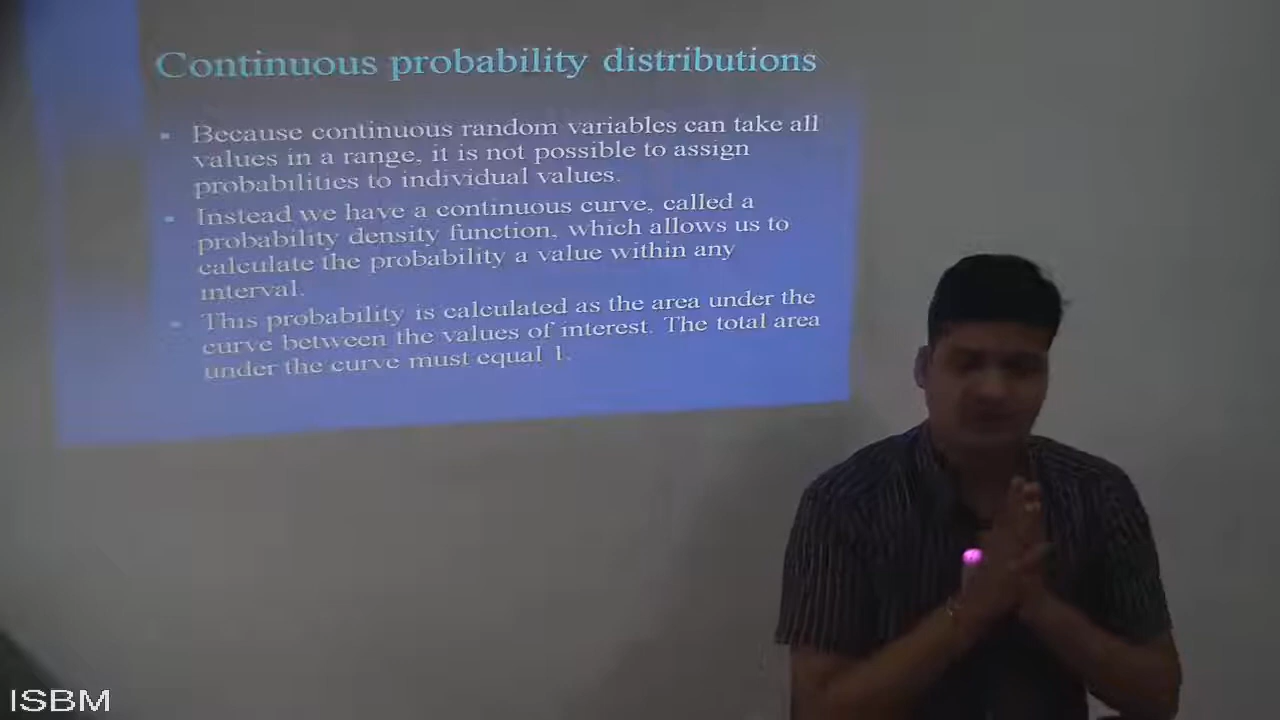 Continuous probability distributions
Because continuous random variables can take all
values in a range, it is not possible to assign
probabilities to individual values.
Instead we have a continuous curve, called a
probability density function, which allows us to
calculate the probability a value within any
interval.
This probability is calculated as the area under the
curve between the values of interest. The total area
under the curve must equal 1.
ISBM